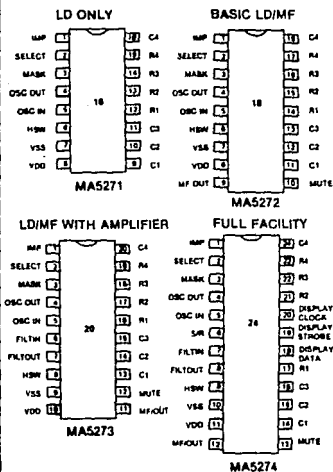 LD ONLY
IMP 1 16 C4
SELECT 2 15 R4
MASK 3 14 R3
OSC OUT 4 13 R2
OSC IN 5 12 R1
HSW 6 11 C3
VSS 7 10 C2
VDD 8 9 C1
16
MA5271
BASIC LD/MF
IMP 1 18 C4
SELECT 2 17 R4
MASK 3 16 R3
OSC OUT 4 15 R2
OSC IN 5 14 R1
HSW 6 13 C3
VSS 7 12 C2
VDD 8 11 C1
MF OUT 9 10 MUTE
18
MA5272
LD/MF WITH AMPLIFIER
IMP 1 20 C4
SELECT 2 19 R4
MASK 3 18 R3
OSC OUT 4 17 R2
OSC IN 5 16 R1
FILTIN 6 15 C3
FILTOUT 7 14 C2
HSW 8 13 C1
VSS 9 12 MUTE
VDD 10 11 MF/OUT
20
MA5273
FULL FACILITY
IMP 1 24 C4
SELECT 2 23 R4
MASK 3 22 R3
OSC OUT 4 21 R2
OSC IN 5 20 DISPLAY CLOCK
S/R 6 19 DISPLAY STROBE
FILTIN 7 18 DISPLAY DATA
FILTOUT 8 17 R1
HSW 9 16 C3
VSS 10 15 C2
VDD 11 14 C1
MF/OUT 12 13 MUTE
24
MA5274